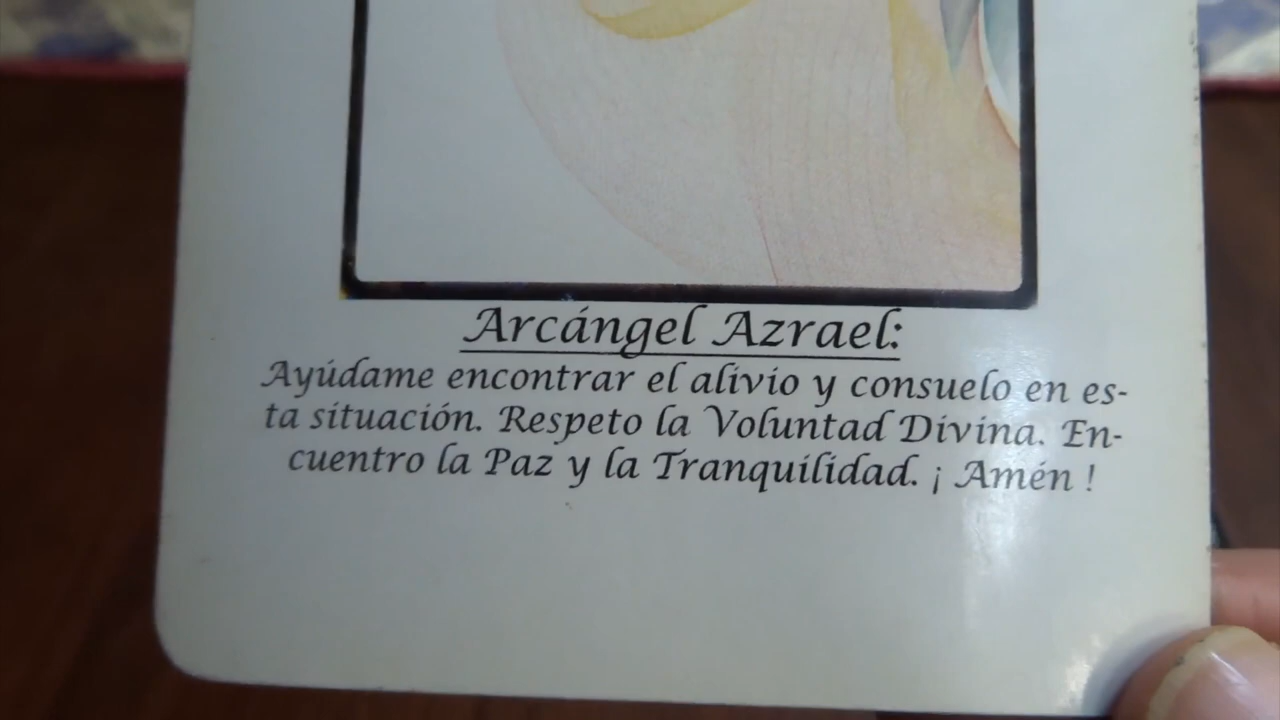 Arcángel Azrael:
Ayúdame encontrar el alivio y consuelo en es-
ta situación. Respeto la Voluntad Divina. En-
cuentro la Paz y la Tranquilidad. ¡ Amén !